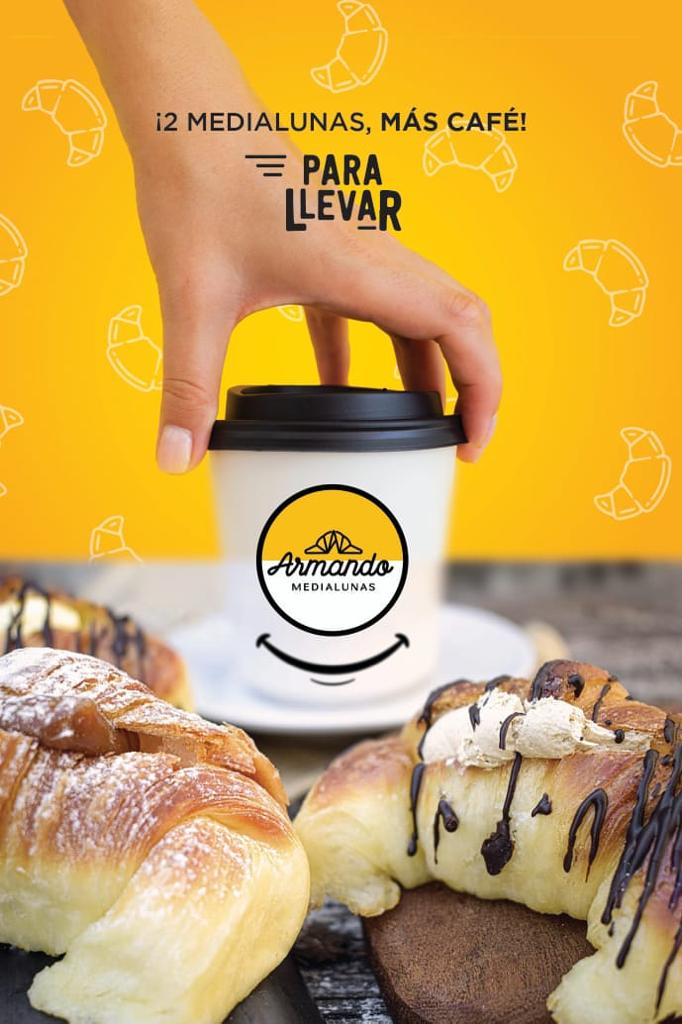 ¡2 MEDIALUNAS, MÁS CAFÉ!
PARA
LLEVAR
Armando
MEDIALUNAS